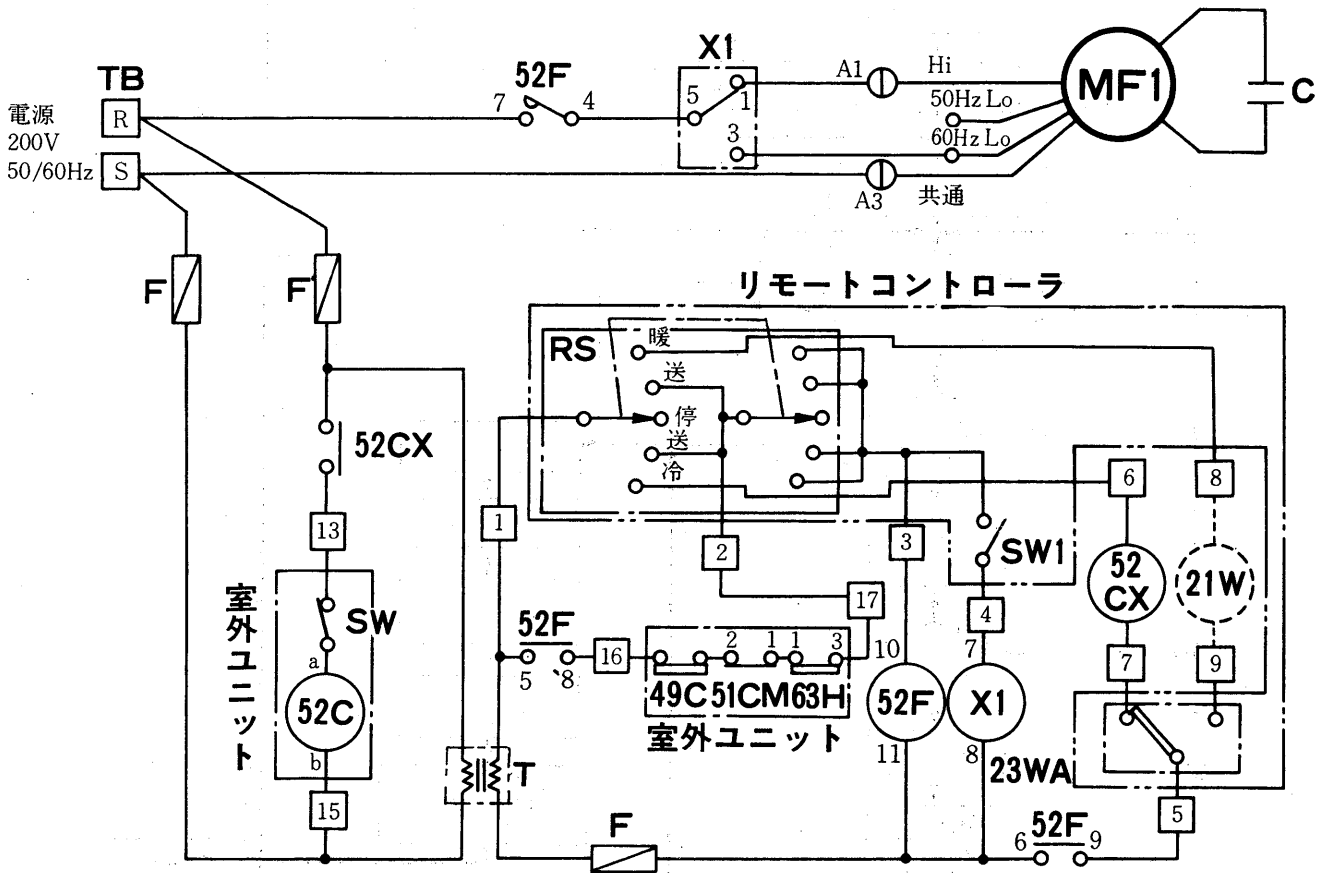 X1
52F
A1
Hi
MF1
C
TB
7
4
5
1
50Hz Lo
電源
200V
50/60Hz
R
3
60Hz Lo
S
A3
共通
F
F
リモートコントローラ
RS
暖
送
停
送
冷
52CX
6
8
13
1
2
3
SW1
室外ユニット
SW
17
4
52
CX
21W
52F
16
2
1
1
3
10
7
5
8
7
9
a
52C
49C
51CM
63H
52F
X1
室外ユニット
b
T
11
8
23WA
15
F
6
52F
9
5